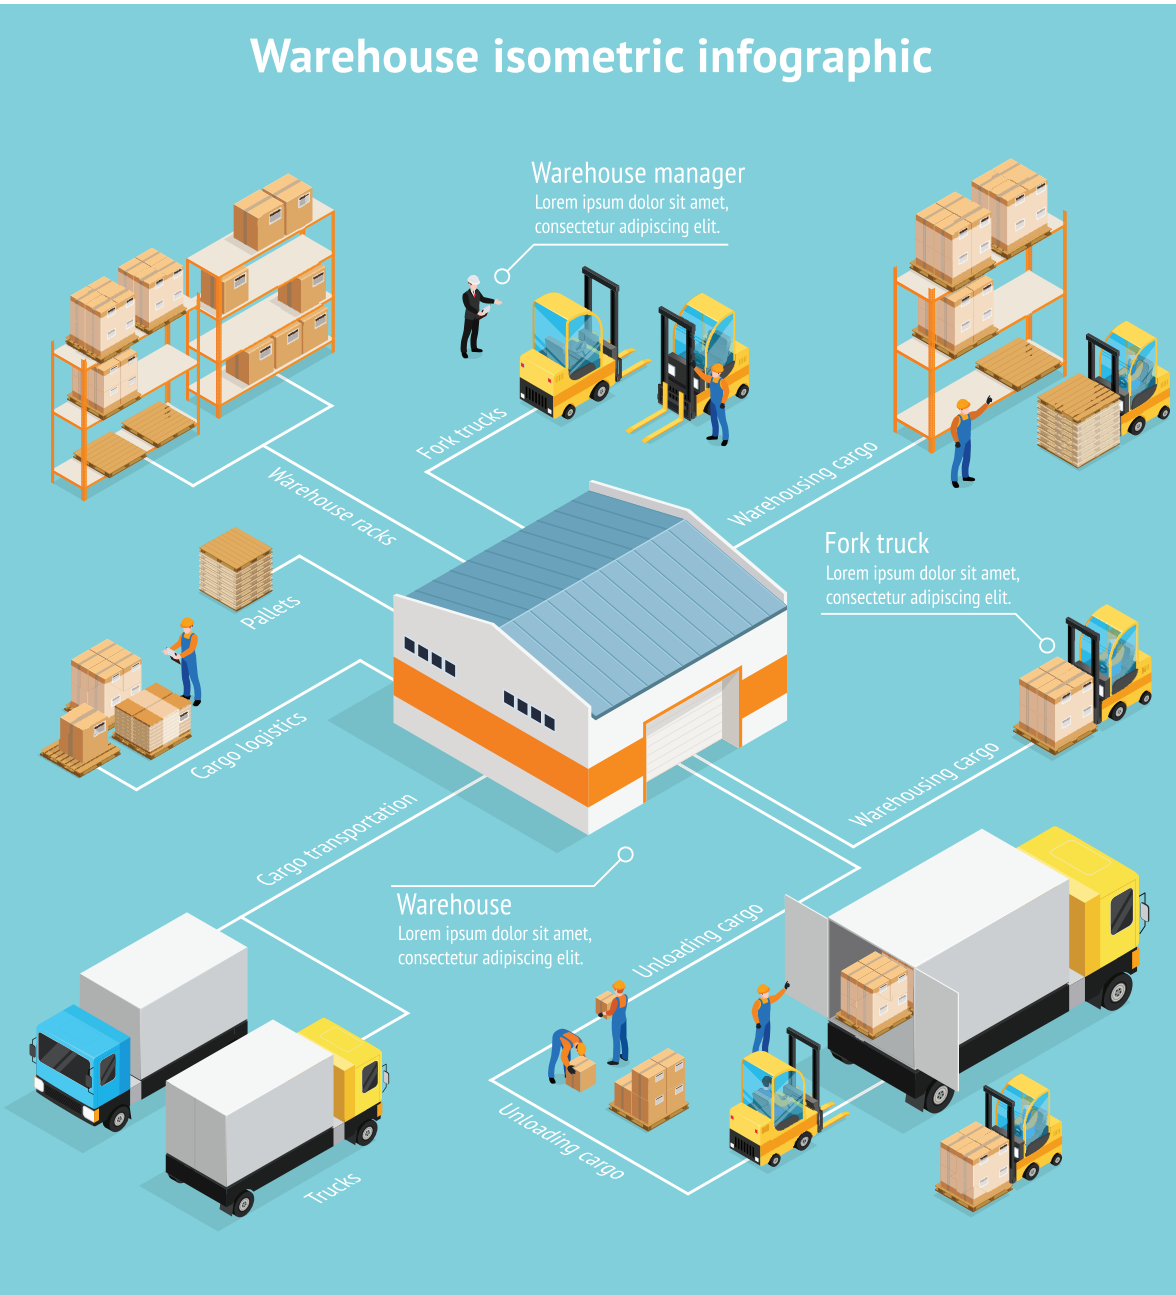 Warehouse isometric infographic
Warehouse manager
Lorem ipsum dolor sit amet,
consectetur adipiscing elit.
Fork trucks
Warehousing cargo
Warehouse racks
Fork truck
Lorem ipsum dolor sit amet,
consectetur adipiscing elit.
Pallets
Cargo logistics
Warehousing cargo
Cargo transportation
Warehouse
Lorem ipsum dolor sit amet,
consectetur adipiscing elit.
Unloading cargo
Unloading cargo
Trucks